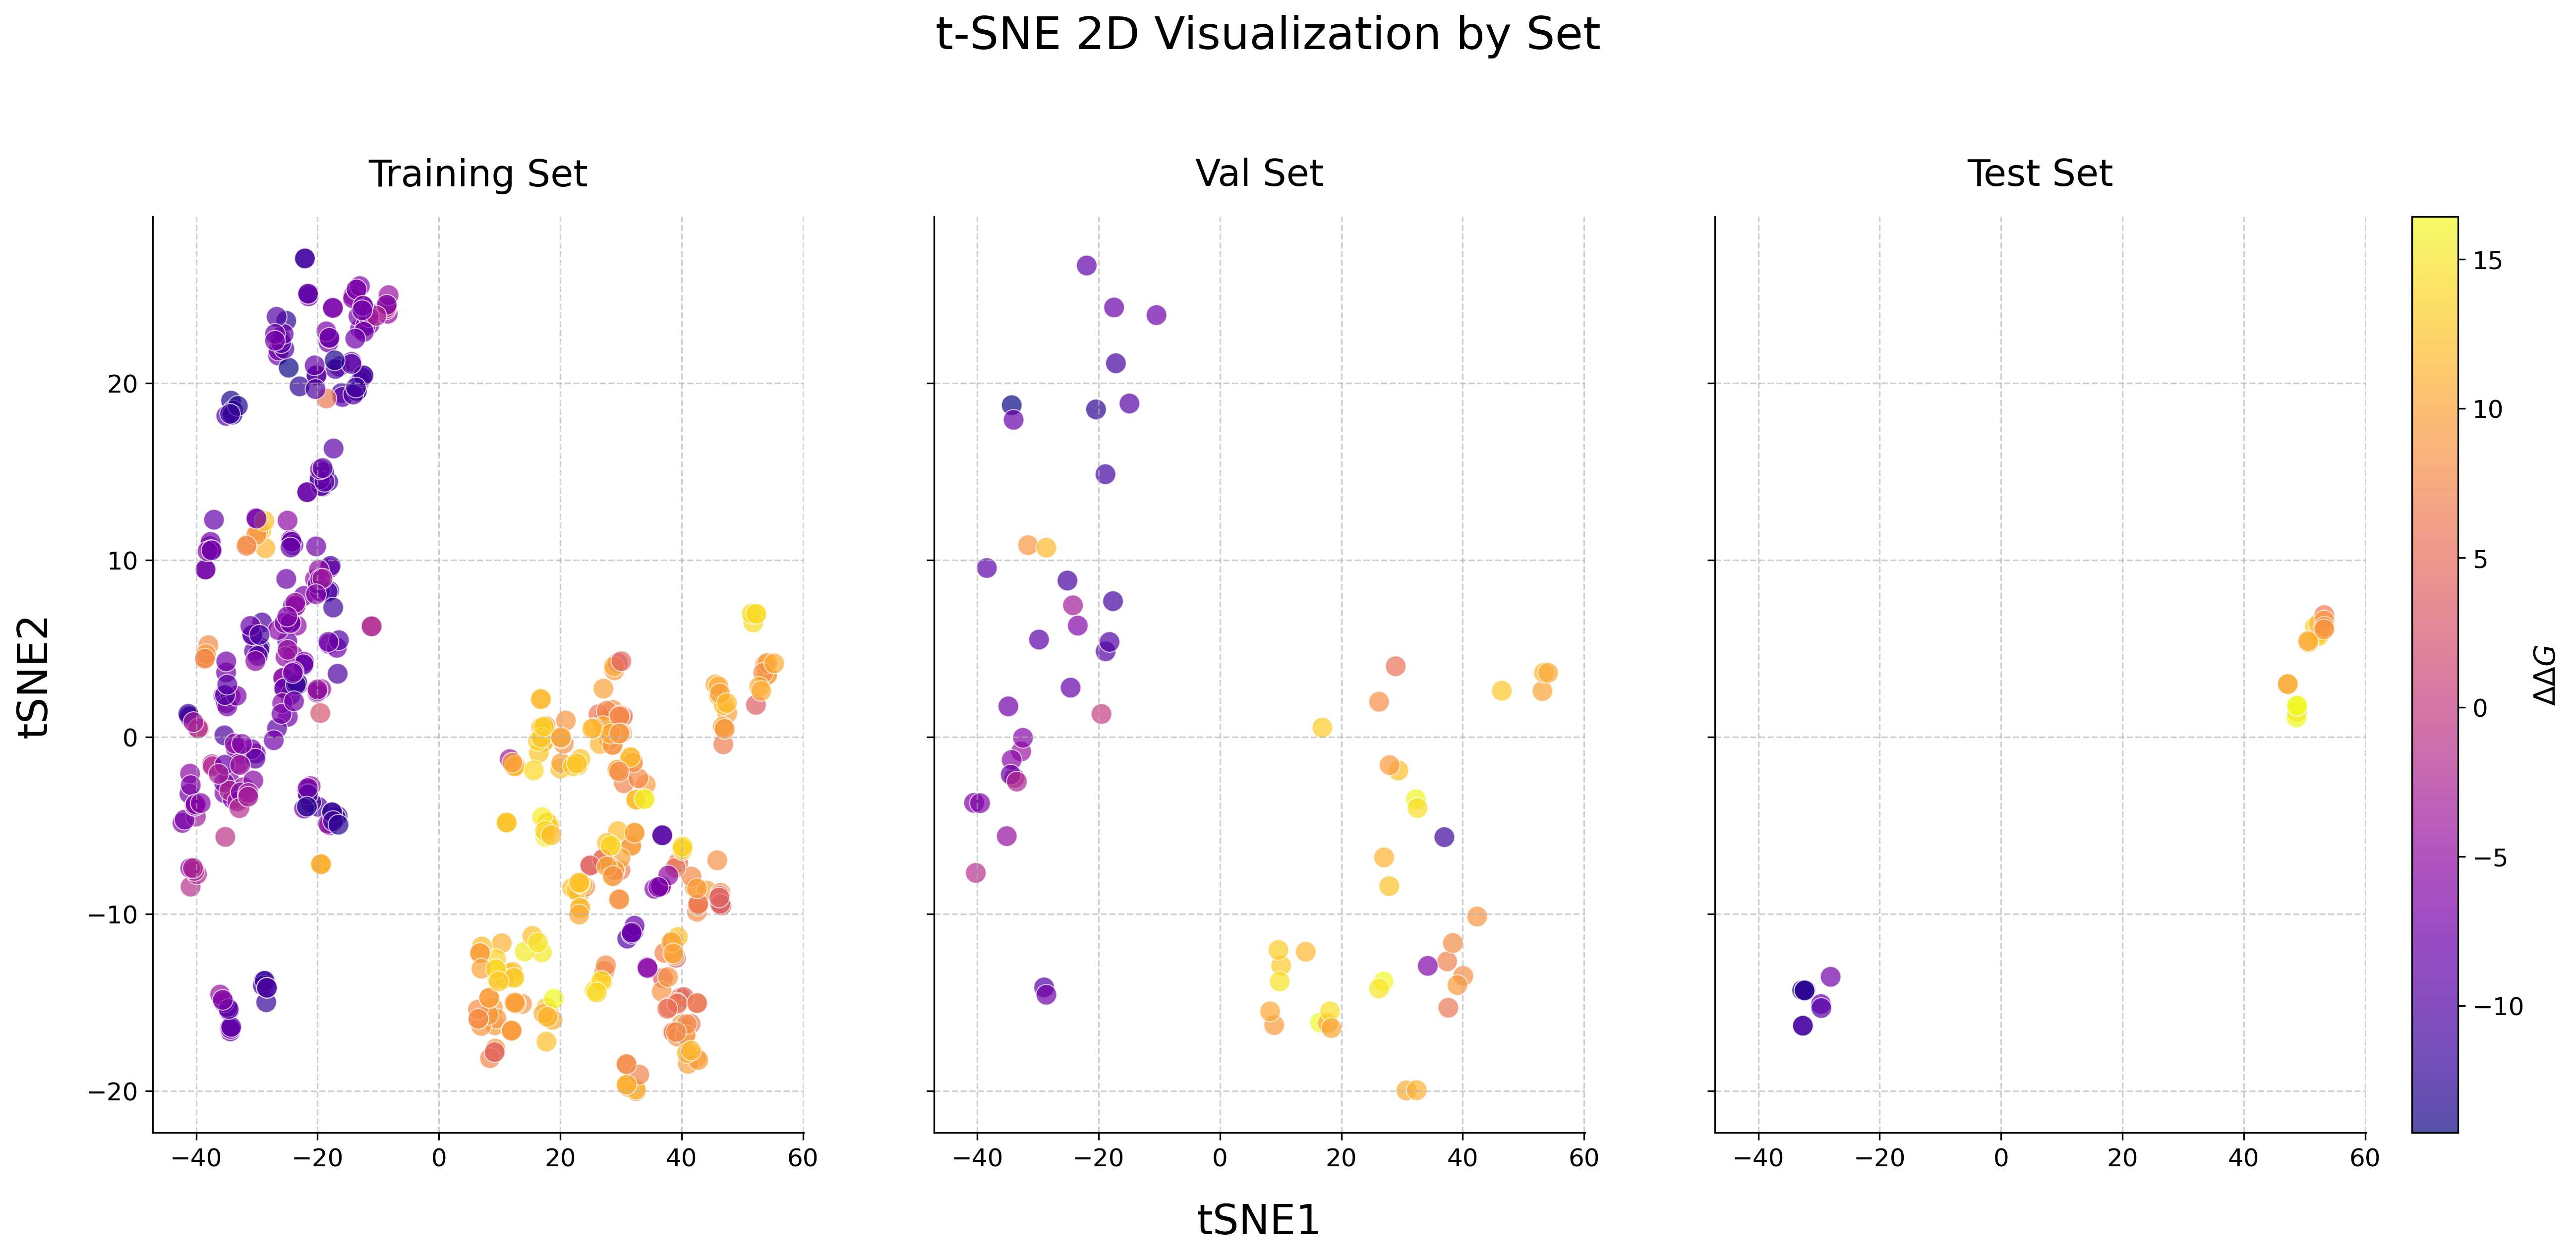 t-SNE 2D Visualization by Set
Training Set
Val Set
Test Set
tSNE2
20
10
0
−10
−20
−40 −20 0 20 40 60
−40 −20 0 20 40 60
−40 −20 0 20 40 60
tSNE1
15
10
5
0
−5
−10
ΔΔG